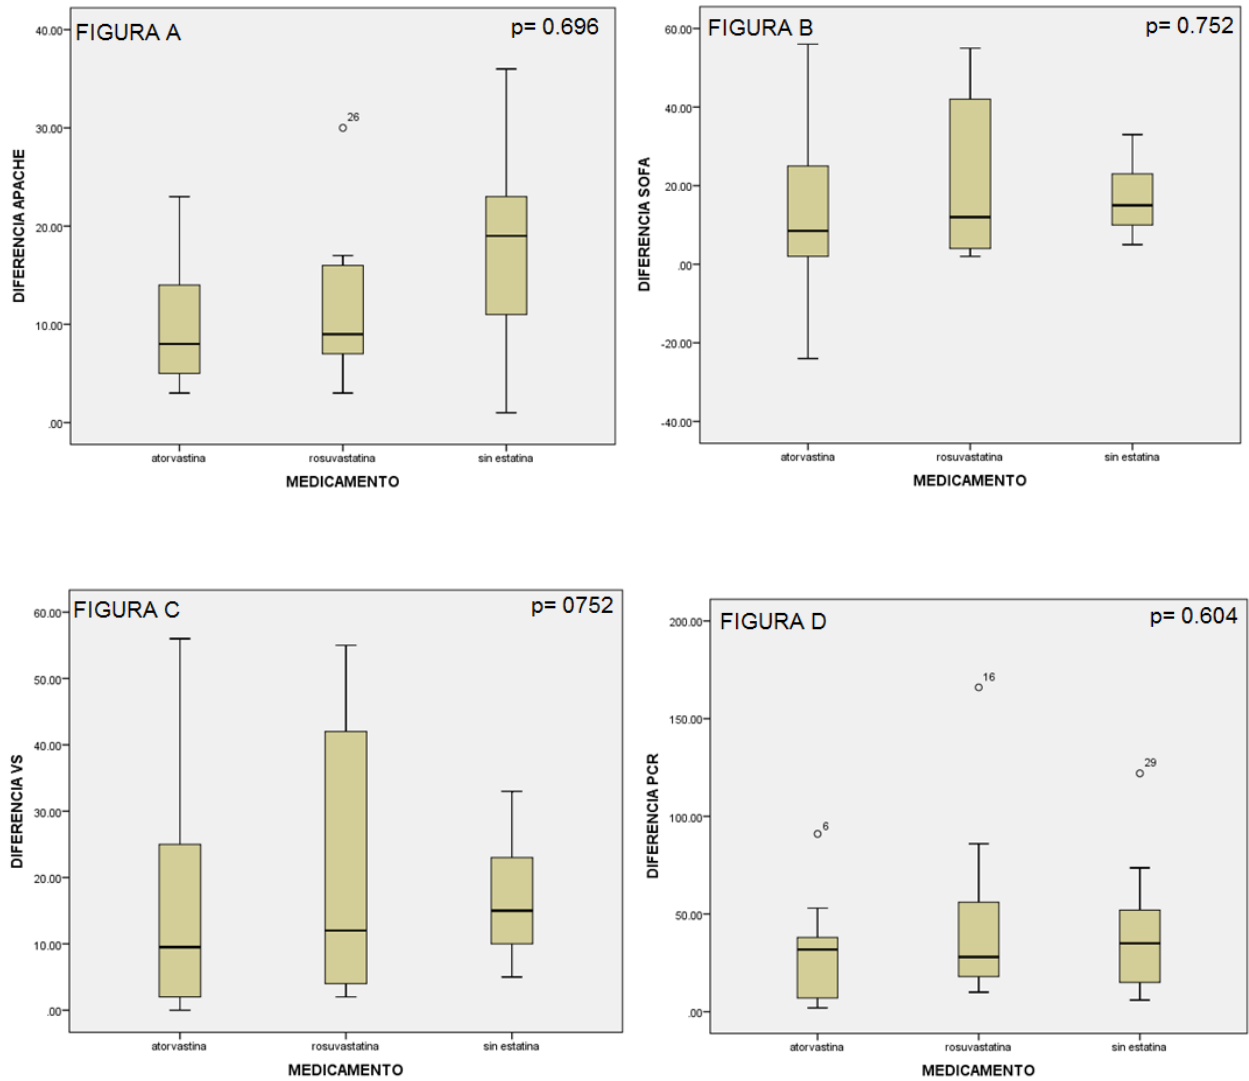 FIGURA A
p= 0.696
40.00
30.00
20.00
10.00
.00
DIFERENCIA APACHE
26
atorvastina
rosuvastatina
sin estatina
MEDICAMENTO
FIGURA B
p= 0.752
60.00
40.00
20.00
.00
-20.00
-40.00
DIFERENCIA SOFA
atorvastina
rosuvastatina
sin estatina
MEDICAMENTO
FIGURA C
p= 0752
60.00
50.00
40.00
30.00
20.00
10.00
.00
DIFERENCIA VS
atorvastina
rosuvastatina
sin estatina
MEDICAMENTO
FIGURA D
p= 0.604
200.00
150.00
100.00
50.00
.00
DIFERENCIA PCR
6
16
29
atorvastina
rosuvastatina
sin estatina
MEDICAMENTO